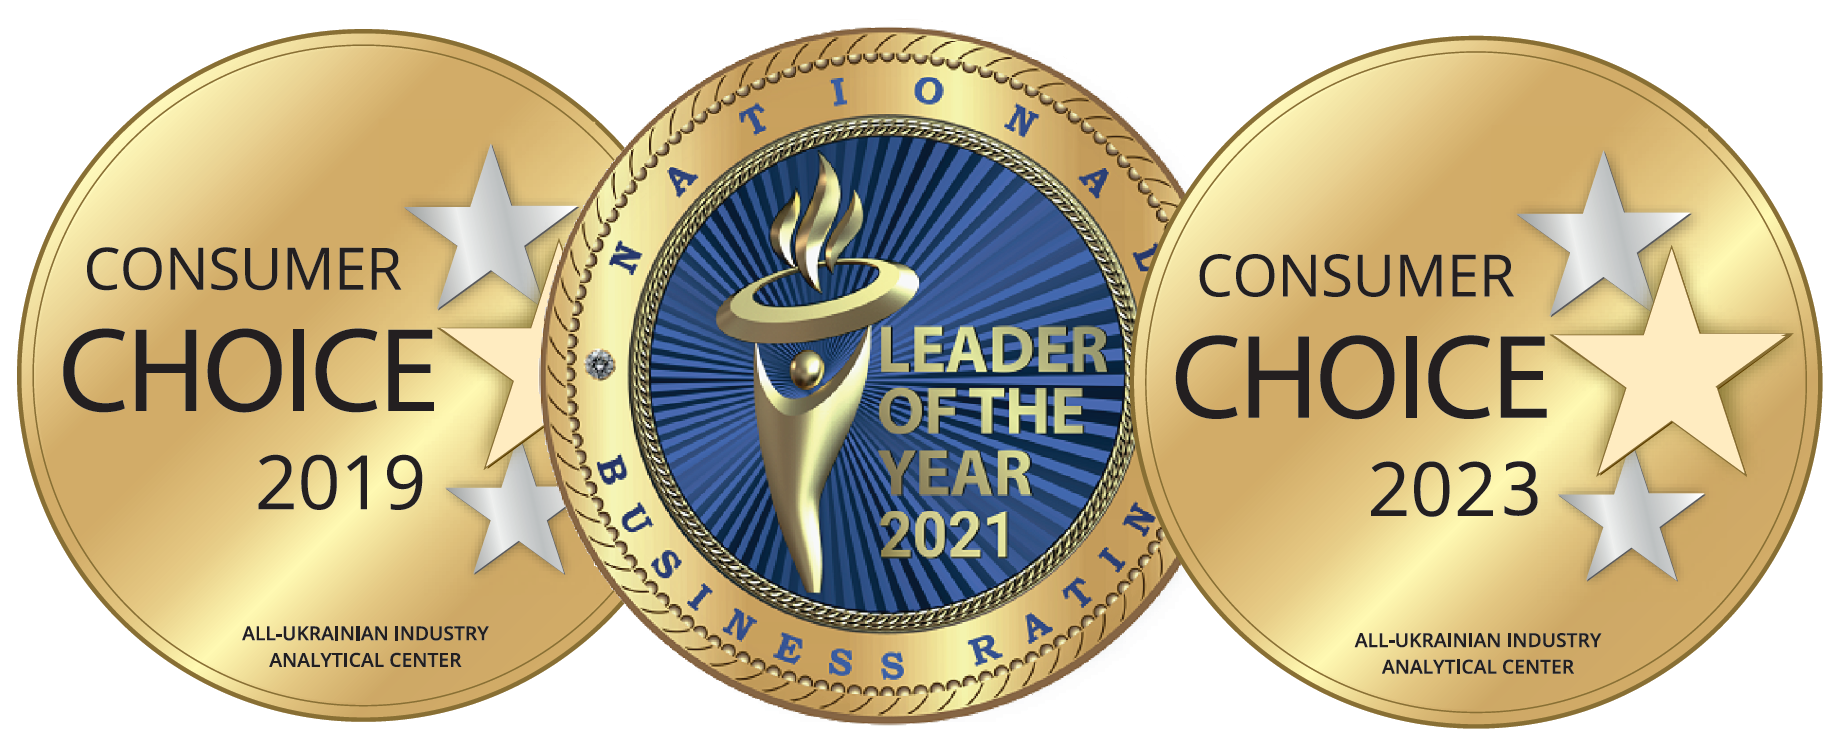 CONSUMER
CHOICE
2019
ALL-UKRAINIAN INDUSTRY
ANALYTICAL CENTER
NATIONAL
LEADER
OF THE
YEAR
2021
BUSINESS RATIN
CONSUMER
CHOICE
2023
ALL-UKRAINIAN INDUSTRY
ANALYTICAL CENTER